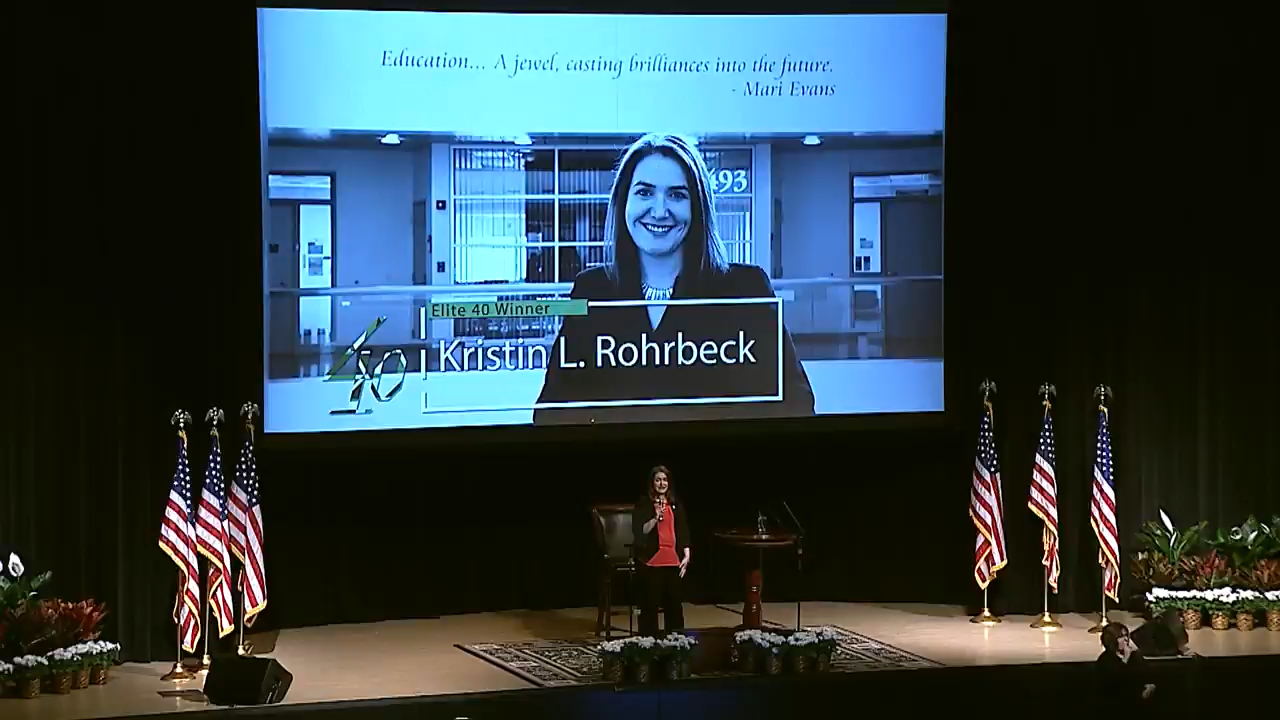 Education... A jewel, casting brilliances into the future.
- Mari Evans
493
Elite 40 Winner
40
Kristin L. Rohrbeck